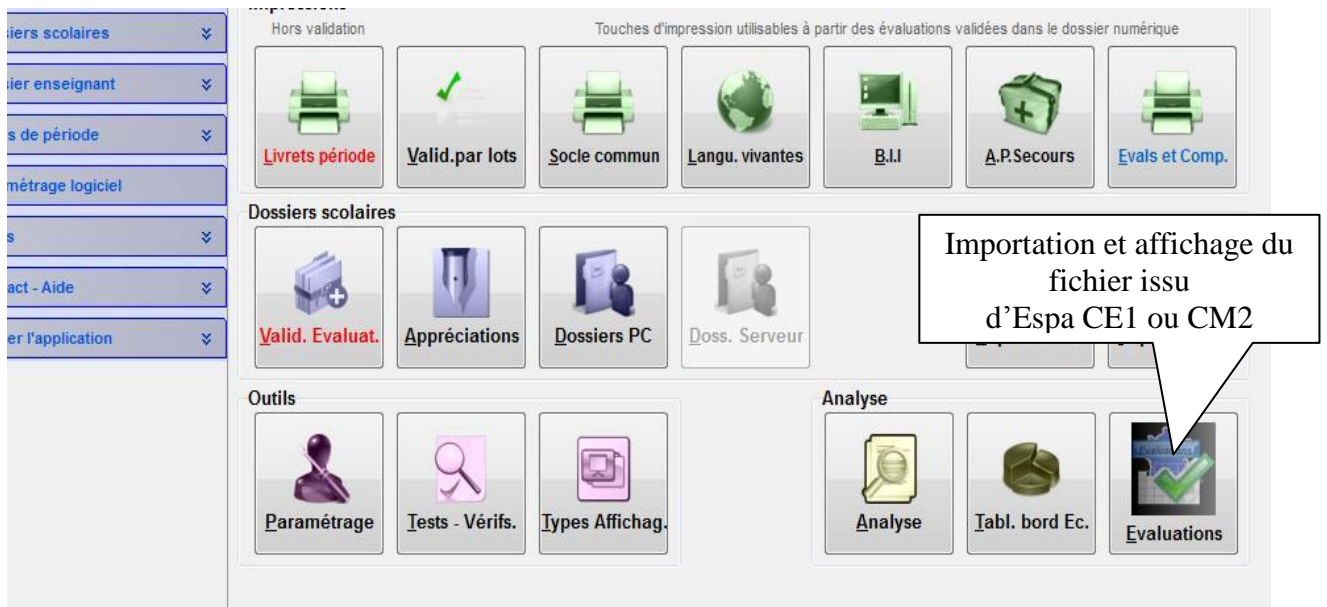 Hors validation
Touches d'impression utilisables à partir des évaluations validées dans le dossier numérique
iers scolaires
ier enseignant
s de période
métrage logiciel
s
act - Aide
er l'application
Livrets période
Valid.par lots
Socle commun
Langu. vivantes
B.I.I
A.P.Secours
Evals et Comp.
Dossiers scolaires
Valid. Evaluat.
Appréciations
Dossiers PC
Doss. Serveur
Importation et affichage du
fichier issu
d'Espa CE1 ou CM2
Outils
Paramétrage
Tests - Vérifs.
Types Affichag.
Analyse
Analyse
Tabl. bord Ec.
Evaluations
Evaluations